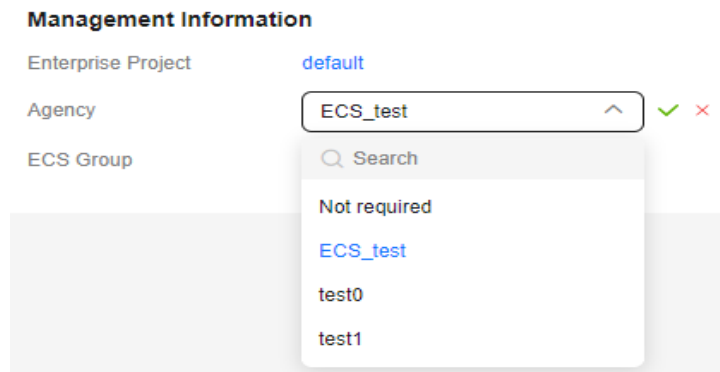 Management Information
Enterprise Project default
Agency ECS_test
ECS Group
Search
Not required
ECS_test
test0
test1